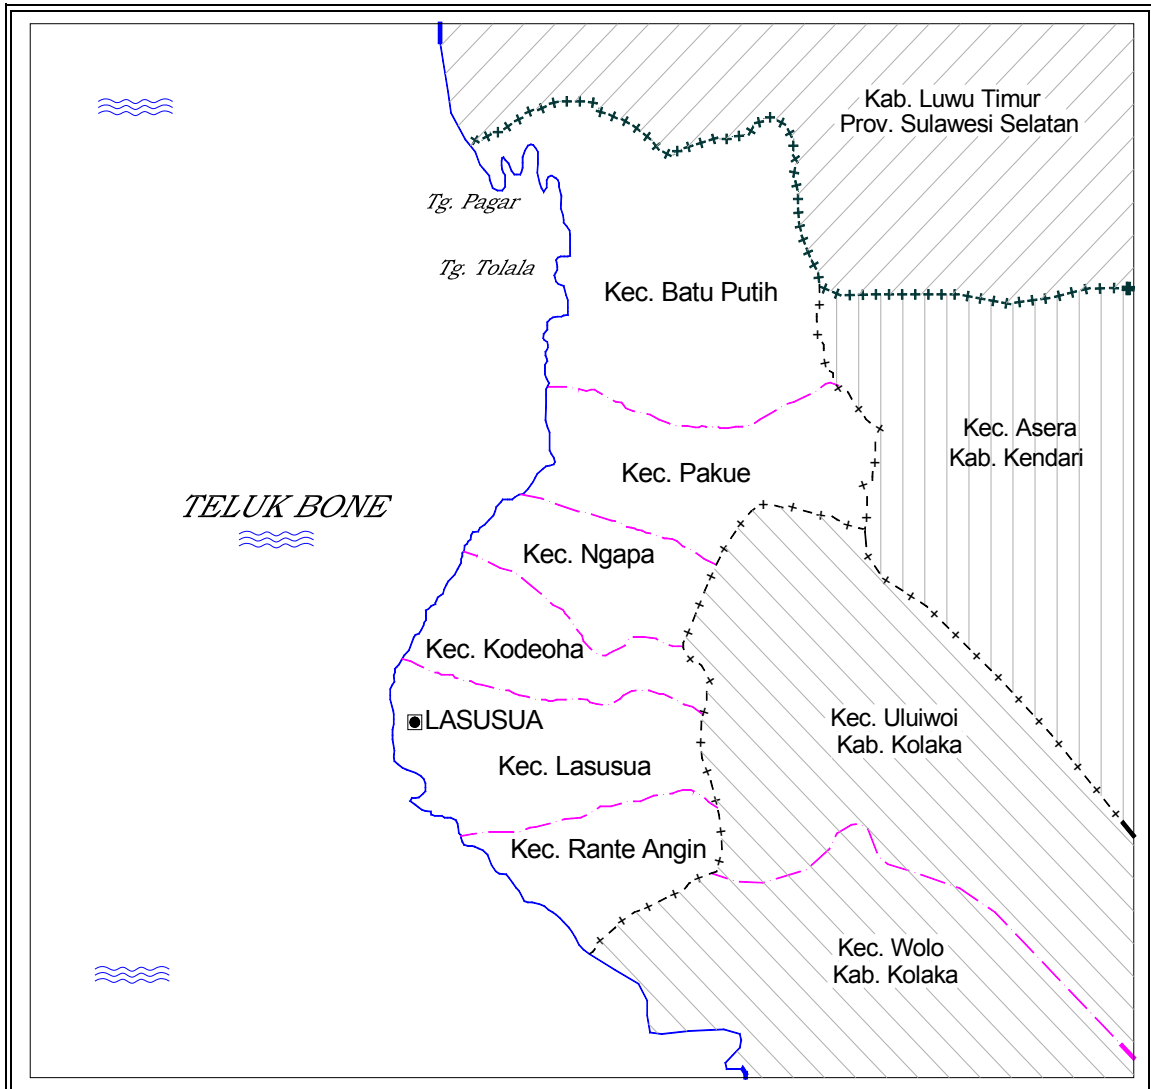 Kab. Luwu Timur
Prov. Sulawesi Selatan
Tg. Pagar
Tg. Tolala
Kec. Batu Putih
Kec. Asera
Kab. Kendari
Kec. Pakue
TELUK BONE
Kec. Ngapa
Kec. Kodeoha
LASUSUA
Kec. Uluiwoi
Kab. Kolaka
Kec. Lasusua
Kec. Rante Angin
Kec. Wolo
Kab. Kolaka